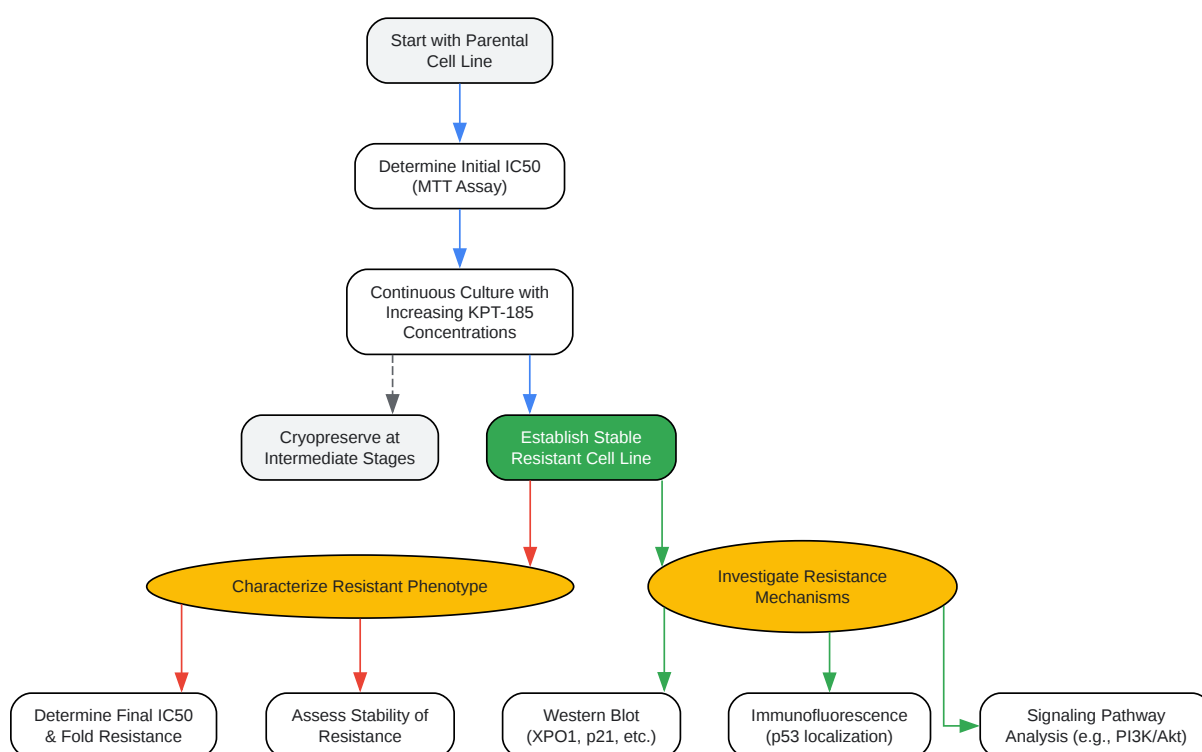 Start with Parental
Cell Line
Determine Initial IC50
(MTT Assay)
Continuous Culture with
Increasing KPT-185
Concentrations
Cryopreserve at
Intermediate Stages
Establish Stable
Resistant Cell Line
Characterize Resistant Phenotype
Investigate Resistance
Mechanisms
Determine Final IC50
& Fold Resistance
Assess Stability of
Resistance
Western Blot
(XPO1, p21, etc.)
Immunofluorescence
(p53 localization)
Signaling Pathway
Analysis (e.g., PI3K/Akt)